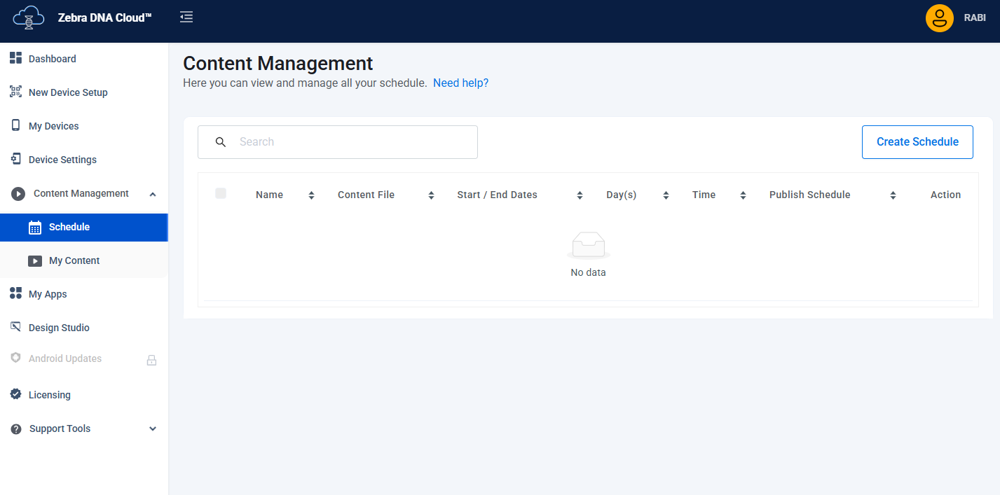 Zebra DNA Cloud™
RABI
Dashboard
New Device Setup
My Devices
Device Settings
Content Management
Schedule
My Content
My Apps
Design Studio
Android Updates
Licensing
Support Tools
Content Management
Here you can view and manage all your schedule. Need help?
Search
Create Schedule
Name Content File Start / End Dates Day(s) Time Publish Schedule Action
No data